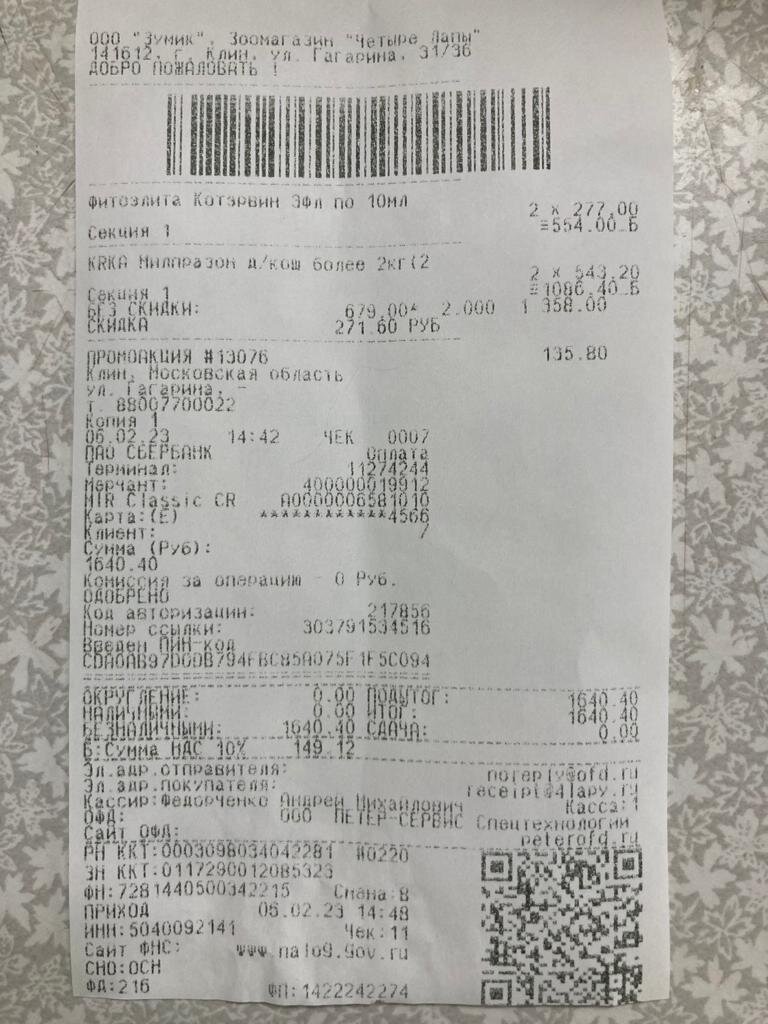 ООО "Зумик", Зоомагазин "Четыре Лапы"
141612, г. Клин, ул. Гагарина, 31/36
ДОБРО ПОЖАЛОВАТЬ !
Фитоэлита Котэрвин Эфл по 10мл
2 x 277.00
Секция 1 =554.00_Б
KRKA Милпразон д/кош более 2кг(2
2 x 543.20
Секция 1 =1086.40_Б
БЕЗ СКИДКИ: 679.00* 2.000 1 358.00
СКИДКА 271.60 РУБ
ПРОМОАКЦИЯ #13076 135.80
Клин, Московская область
ул. Гагарина, -
т. 88007700022
Копия 1
06.02.23 14:42 ЧЕК 0007
ПАО СБЕРБАНК Оплата
Терминал: 11274244
Мерчант: 400000019912
MIR Classic CR A0000006581010
Карта:(E) ************4566
Клиент: /
Сумма (Руб):
1640.40
Комиссия за операцию - 0 Руб.
ОДОБРЕНО
Код авторизации: 217856
Номер ссылки: 303791534516
Введен ПИН-код
CDA0AB97D0DB794FBC85A075F1F5C094
ОКРУГЛЕНИЕ: 0.00 ПОДЫТОГ: 1640.40
НАЛИЧНЫМИ: 0.00 ИТОГ: 1640.40
БЕЗНАЛИЧНЫМИ: 1640.40 СДАЧА: 0.00
Б:Сумма НДС 10% 149.12
Эл.адр.отправителя: noreply@ofd.ru
Эл.адр.покупателя: receipt@4lapy.ru
Кассир:Федорченко Андрей Михайлович Касса:1
ОФД: ООО ПЕТЕР-СЕРВИС Спецтехнологии
Сайт ОФД: peterofd.ru
РН ККТ:0003098034042281 #0220
ЗН ККТ:0117290012085323
ФН:7281440500342215 Смена:8
ПРИХОД 06.02.23 14:48
ИНН:5040092141 Чек:11
Сайт ФНС: www.nalog.gov.ru
СНО:ОСН
ФД:216 ФП:1422242274